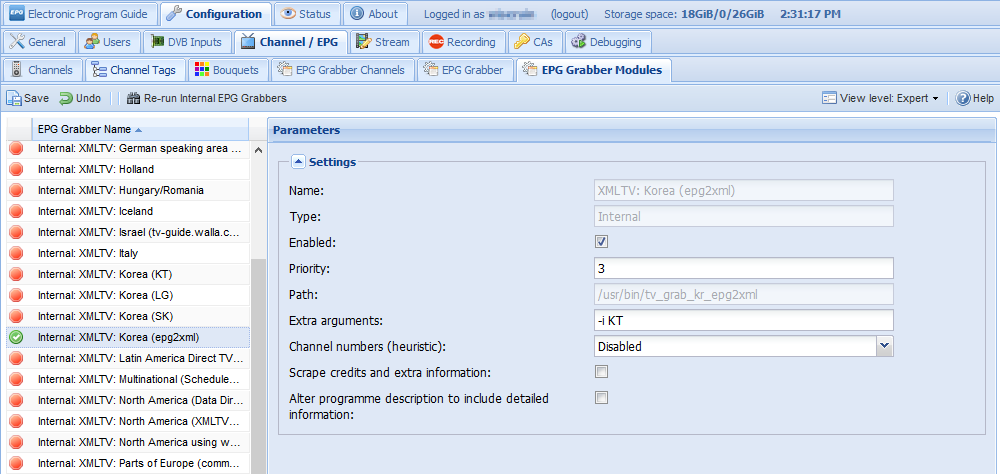 EPG Electronic Program Guide Configuration Status About Logged in as (logout) Storage space: 18GiB/0/26GiB 2:31:17 PM
General Users DVB Inputs Channel / EPG Stream REC Recording CAs Debugging
Channels Channel Tags Bouquets EPG Grabber Channels EPG Grabber EPG Grabber Modules
Save Undo Re-run Internal EPG Grabbers View level: Expert Help
EPG Grabber Name
Internal: XMLTV: German speaking area ...
Internal: XMLTV: Holland
Internal: XMLTV: Hungary/Romania
Internal: XMLTV: Iceland
Internal: XMLTV: Israel (tv-guide.walla.c...
Internal: XMLTV: Italy
Internal: XMLTV: Korea (KT)
Internal: XMLTV: Korea (LG)
Internal: XMLTV: Korea (SK)
Internal: XMLTV: Korea (epg2xml)
Internal: XMLTV: Latin America Direct TV...
Internal: XMLTV: Multinational (Schedule...
Internal: XMLTV: North America (Data Dir...
Internal: XMLTV: North America (XMLTV...
Internal: XMLTV: North America using w...
Internal: XMLTV: Parts of Europe (comm...
Parameters
Settings
Name: XMLTV: Korea (epg2xml)
Type: Internal
Enabled:
Priority: 3
Path: /usr/bin/tv_grab_kr_epg2xml
Extra arguments: -i KT
Channel numbers (heuristic): Disabled
Scrape credits and extra information:
Alter programme description to include detailed
information: